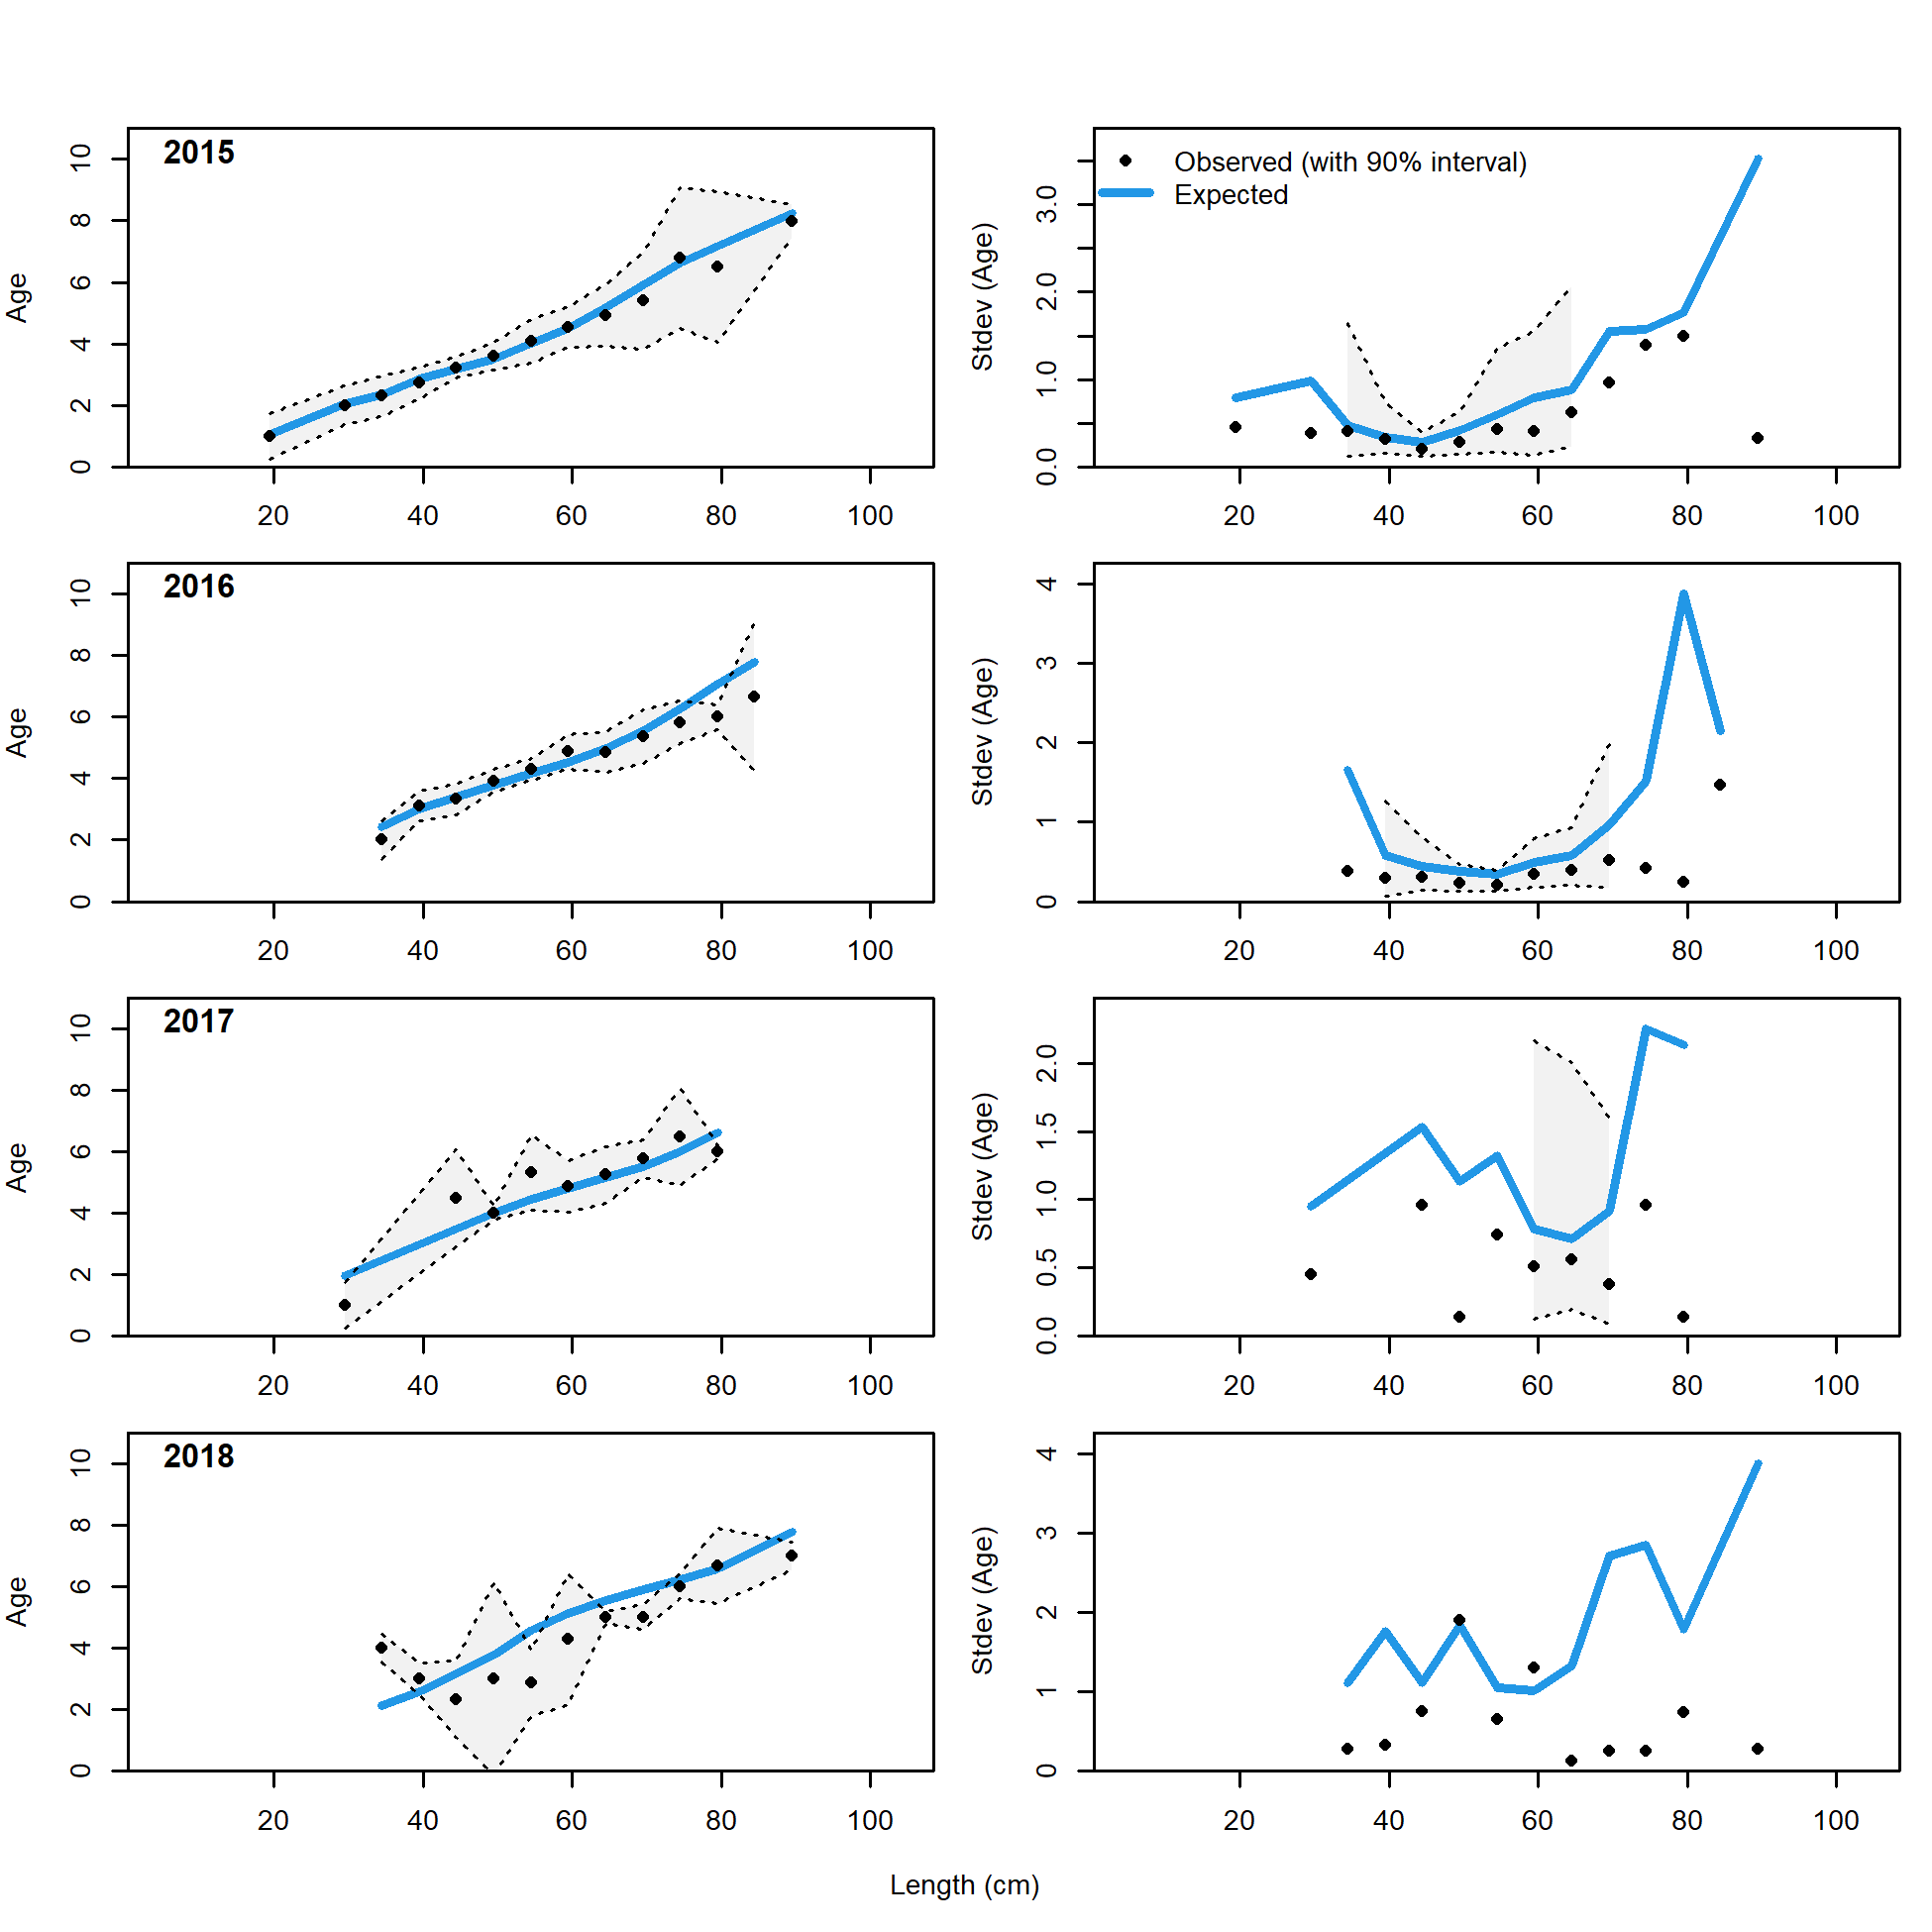 2015
Age
0 2 4 6 8 10
20 40 60 80 100
Observed (with 90% interval)
Expected
Stdev (Age)
0.0 1.0 2.0 3.0
20 40 60 80 100
2016
Age
0 2 4 6 8 10
20 40 60 80 100
Stdev (Age)
0 1 2 3 4
20 40 60 80 100
2017
Age
0 2 4 6 8 10
20 40 60 80 100
Stdev (Age)
0.0 0.5 1.0 1.5 2.0
20 40 60 80 100
2018
Age
0 2 4 6 8 10
20 40 60 80 100
Stdev (Age)
0 1 2 3 4
20 40 60 80 100
Length (cm)